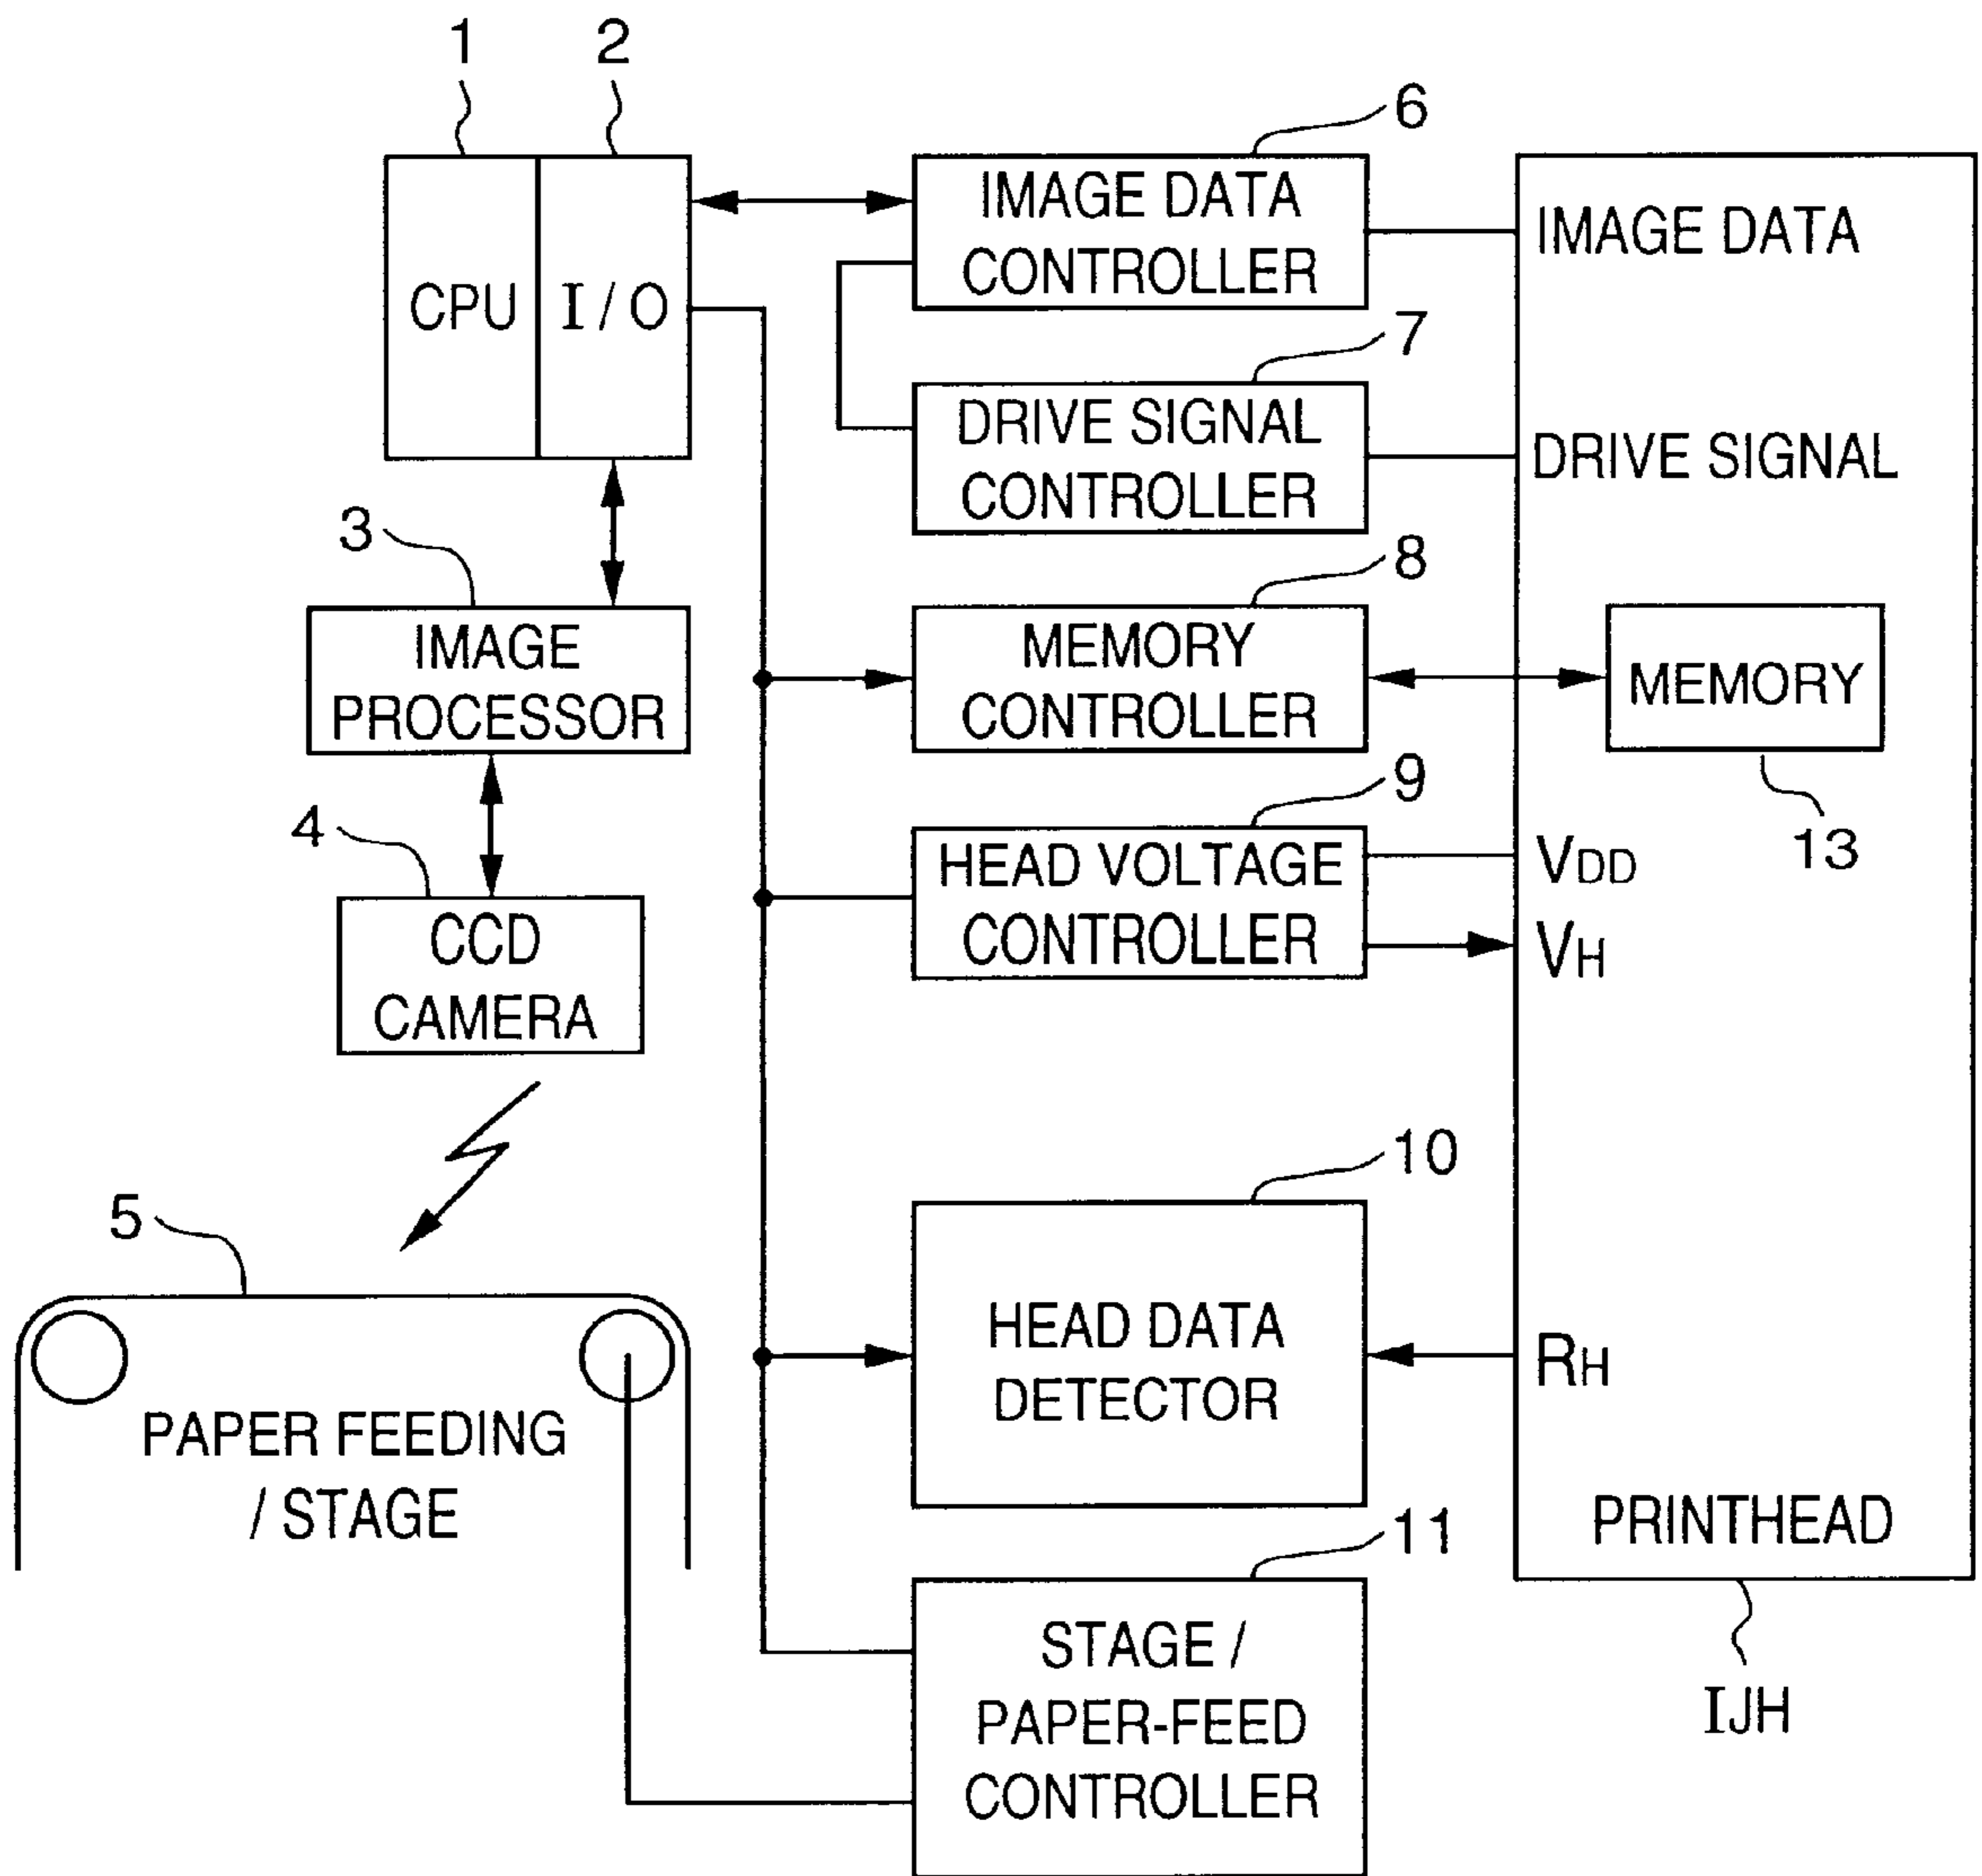 1
2
6
CPU
I/O
IMAGE DATA
CONTROLLER
IMAGE DATA
7
DRIVE SIGNAL
CONTROLLER
DRIVE SIGNAL
3
IMAGE
PROCESSOR
8
MEMORY
CONTROLLER
MEMORY
13
4
CCD
CAMERA
9
HEAD VOLTAGE
CONTROLLER
VDD
VH
5
PAPER FEEDING
/ STAGE
10
HEAD DATA
DETECTOR
RH
PRINTHEAD
11
STAGE /
PAPER-FEED
CONTROLLER
IJH